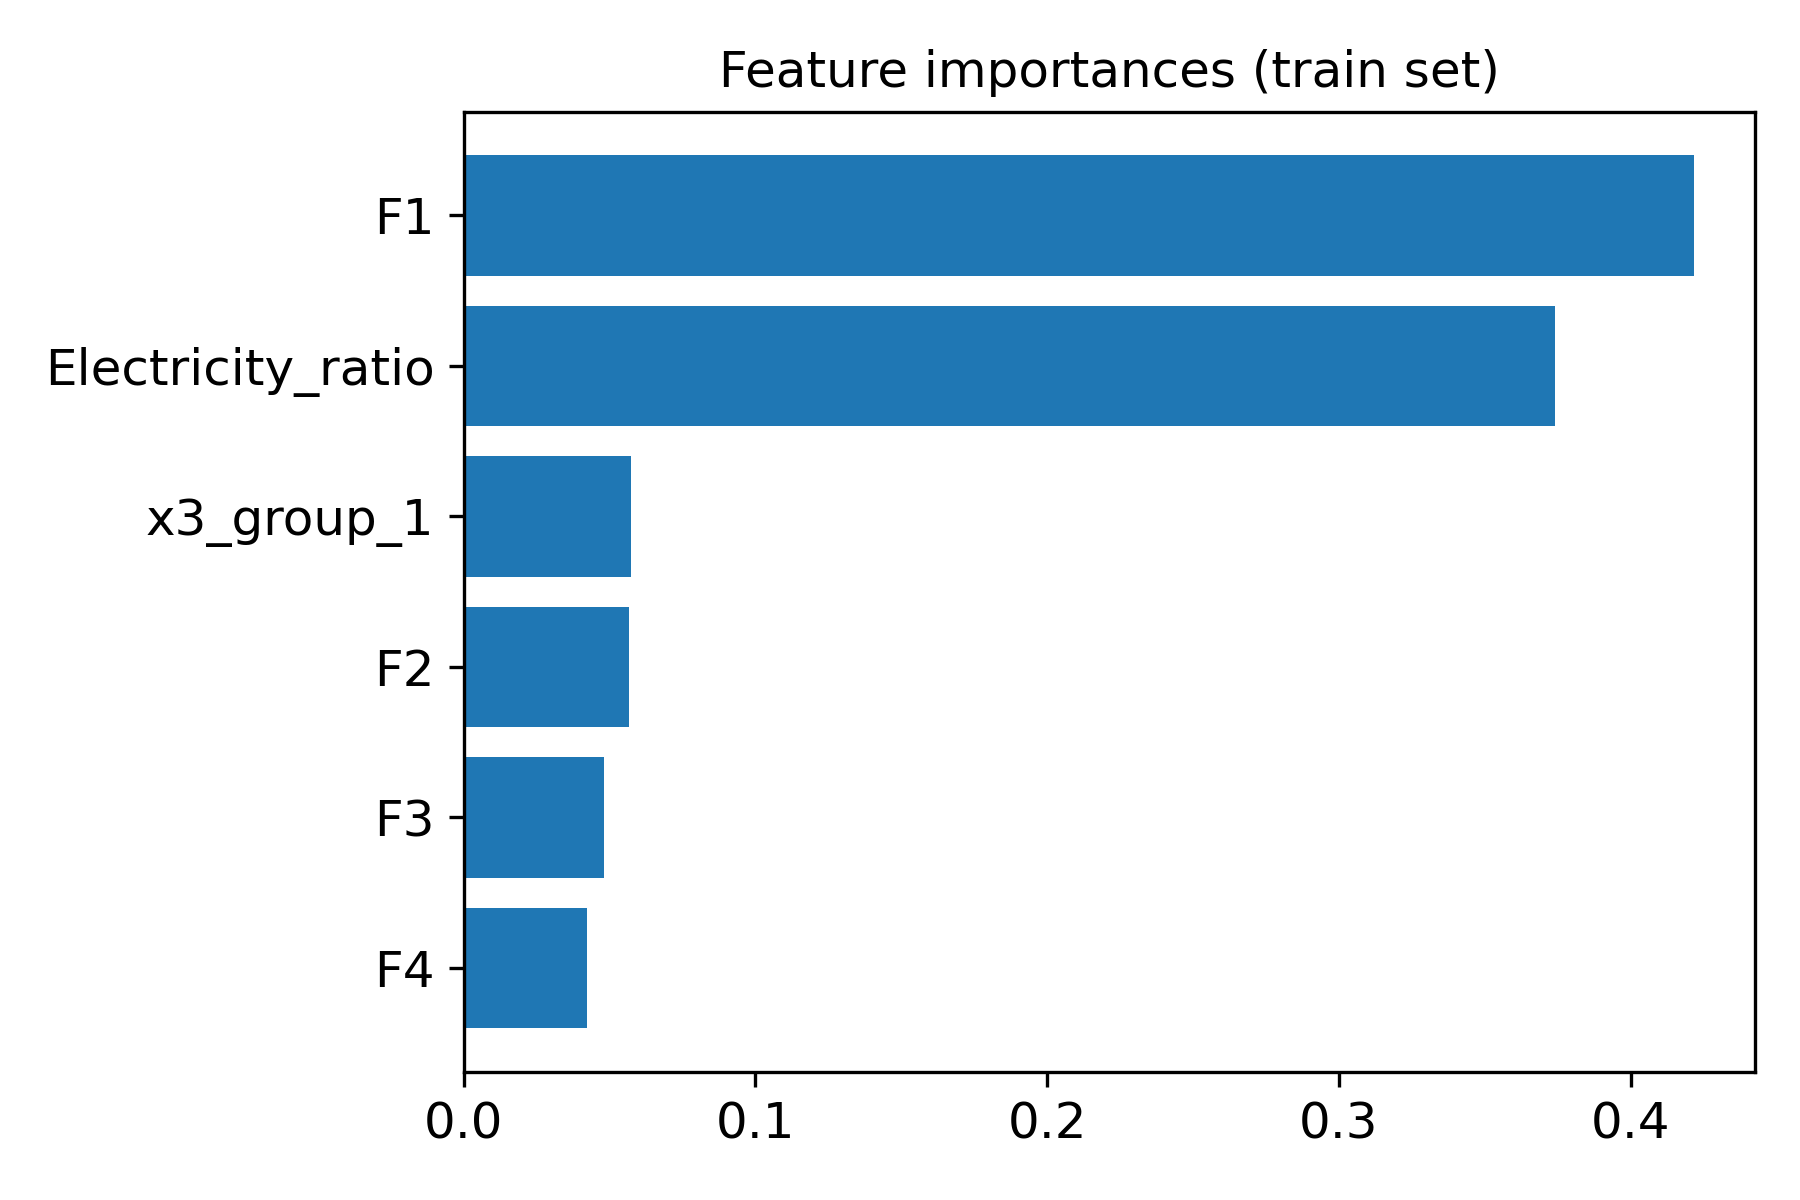 Feature importances (train set)
F1
Electricity_ratio
x3_group_1
F2
F3
F4
0.0 0.1 0.2 0.3 0.4